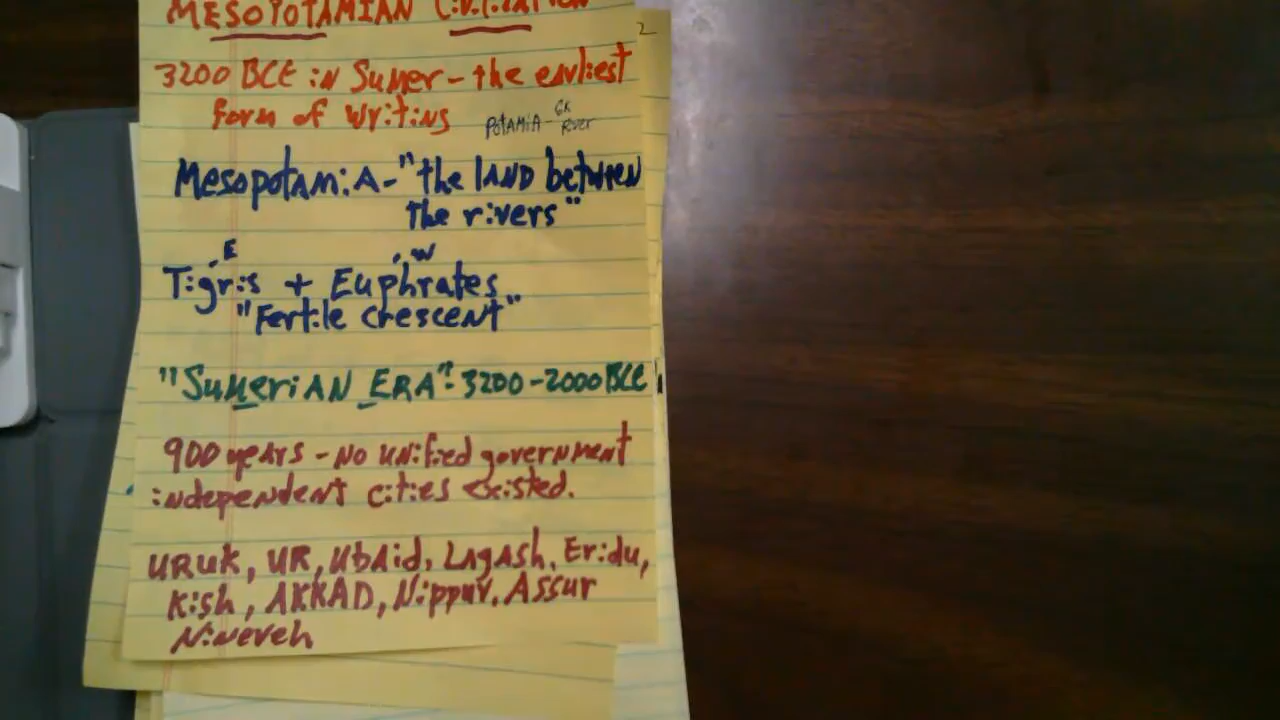 MESOPOTAMIAN CIVILIZATION
2
3200 BCE in Sumer - the earliest
form of writing
POTAMIA - GK
River
Mesopotamia - "the land between
the rivers"
E W
Tigris + Euphrates
"Fertile Crescent"
"Sumerian ERA": 3200 - 2000 BCE
900 years - no unified government
independent cities existed.
URUK, UR, Ubaid, Lagash, Eridu,
Kish, AKKAD, Nippur, Assur
Nineveh